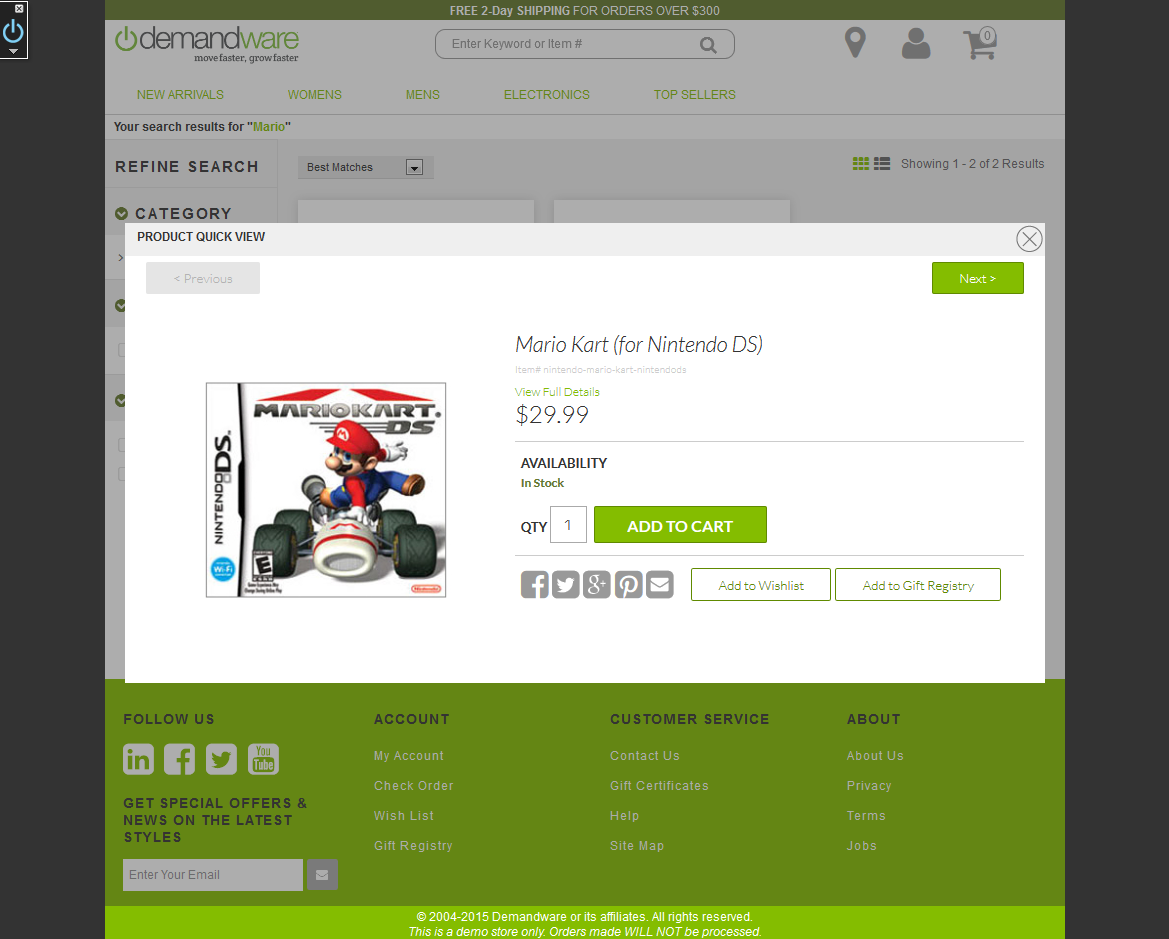 FREE 2-Day SHIPPING FOR ORDERS OVER $300
demandware
move faster, grow faster
Enter Keyword or Item #
0
NEW ARRIVALS WOMENS MENS ELECTRONICS TOP SELLERS
Your search results for "Mario"
REFINE SEARCH
Best Matches
Showing 1 - 2 of 2 Results
CATEGORY
PRODUCT QUICK VIEW
< Previous
Next >
Mario Kart (for Nintendo DS)
Item# nintendo-mario-kart-nintendods
View Full Details
$29.99
AVAILABILITY
In Stock
QTY 1 ADD TO CART
Add to Wishlist Add to Gift Registry
MARIOKART.
DS
NINTENDO DS
Wi-Fi
E
Nintendo
FOLLOW US
You
Tube
GET SPECIAL OFFERS &
NEWS ON THE LATEST
STYLES
Enter Your Email
ACCOUNT
My Account
Check Order
Wish List
Gift Registry
CUSTOMER SERVICE
Contact Us
Gift Certificates
Help
Site Map
ABOUT
About Us
Privacy
Terms
Jobs
© 2004-2015 Demandware or its affiliates. All rights reserved.
This is a demo store only. Orders made WILL NOT be processed.